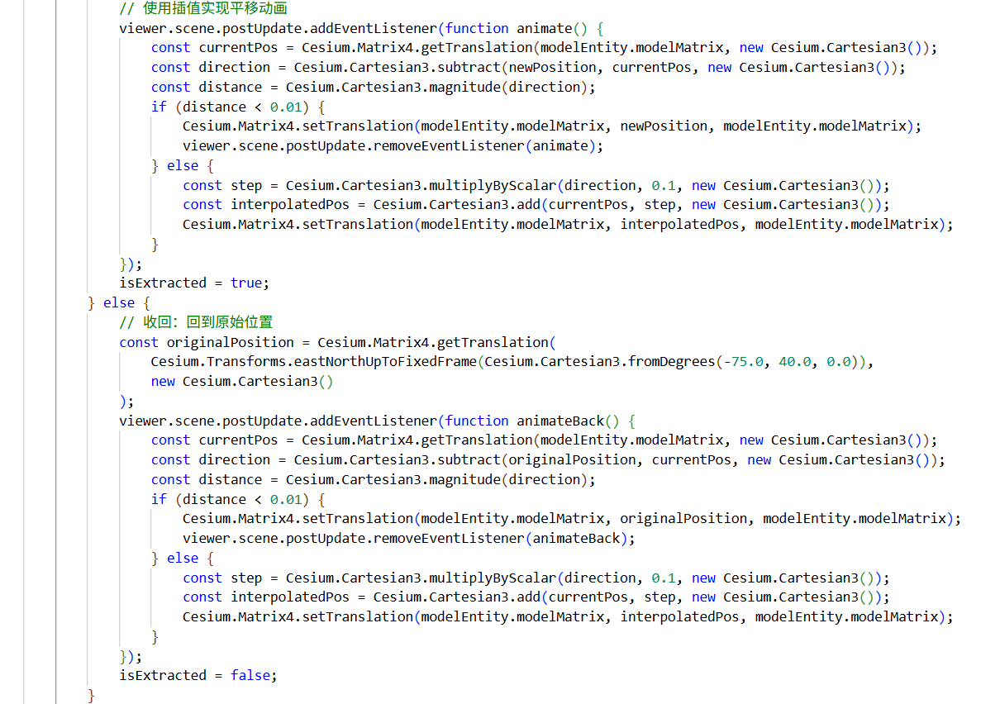 // 使用插值实现平移动画
viewer.scene.postUpdate.addEventListener(function animate() {
const currentPos = Cesium.Matrix4.getTranslation(modelEntity.modelMatrix, new Cesium.Cartesian3());
const direction = Cesium.Cartesian3.subtract(newPosition, currentPos, new Cesium.Cartesian3());
const distance = Cesium.Cartesian3.magnitude(direction);
if (distance < 0.01) {
Cesium.Matrix4.setTranslation(modelEntity.modelMatrix, newPosition, modelEntity.modelMatrix);
viewer.scene.postUpdate.removeEventListener(animate);
} else {
const step = Cesium.Cartesian3.multiplyByScalar(direction, 0.1, new Cesium.Cartesian3());
const interpolatedPos = Cesium.Cartesian3.add(currentPos, step, new Cesium.Cartesian3());
Cesium.Matrix4.setTranslation(modelEntity.modelMatrix, interpolatedPos, modelEntity.modelMatrix);
}
});
isExtracted = true;
} else {
// 收回：回到原始位置
const originalPosition = Cesium.Matrix4.getTranslation(
Cesium.Transforms.eastNorthUpToFixedFrame(Cesium.Cartesian3.fromDegrees(-75.0, 40.0, 0.0)),
new Cesium.Cartesian3()
);
viewer.scene.postUpdate.addEventListener(function animateBack() {
const currentPos = Cesium.Matrix4.getTranslation(modelEntity.modelMatrix, new Cesium.Cartesian3());
const direction = Cesium.Cartesian3.subtract(originalPosition, currentPos, new Cesium.Cartesian3());
const distance = Cesium.Cartesian3.magnitude(direction);
if (distance < 0.01) {
Cesium.Matrix4.setTranslation(modelEntity.modelMatrix, originalPosition, modelEntity.modelMatrix);
viewer.scene.postUpdate.removeEventListener(animateBack);
} else {
const step = Cesium.Cartesian3.multiplyByScalar(direction, 0.1, new Cesium.Cartesian3());
const interpolatedPos = Cesium.Cartesian3.add(currentPos, step, new Cesium.Cartesian3());
Cesium.Matrix4.setTranslation(modelEntity.modelMatrix, interpolatedPos, modelEntity.modelMatrix);
}
});
isExtracted = false;
}